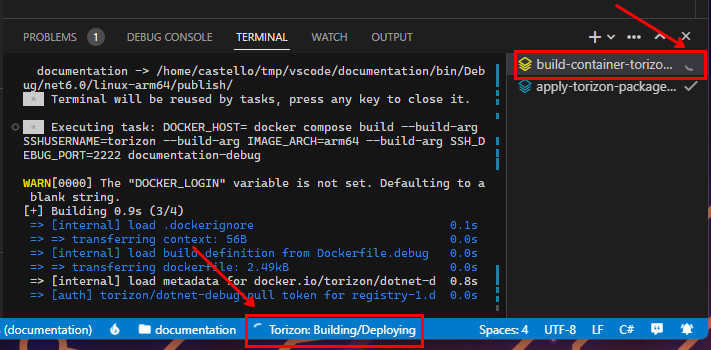 PROBLEMS 1 DEBUG CONSOLE TERMINAL WATCH OUTPUT
documentation -> /home/castello/tmp/vscode/documentation/bin/Deb
ug/net6.0/linux-arm64/publish/
* Terminal will be reused by tasks, press any key to close it.
* Executing task: DOCKER_HOST= docker compose build --build-arg
SSHUSERNAME=torizon --build-arg IMAGE_ARCH=arm64 --build-arg SSH_D
EBUG_PORT=2222 documentation-debug
WARN[0000] The "DOCKER_LOGIN" variable is not set. Defaulting to a
blank string.
[+] Building 0.9s (3/4)
=> [internal] load .dockerignore 0.1s
=> => transferring context: 56B 0.0s
=> [internal] load build definition from Dockerfile.debug 0.0s
=> => transferring dockerfile: 2.49kB 0.0s
=> [internal] load metadata for docker.io/torizon/dotnet-d 0.8s
=> [auth] torizon/dotnet-debug:pull token for registry-1.d 0.0s
build-container-torizo...
apply-torizon-package...
(documentation) documentation Torizon: Building/Deploying Spaces: 4 UTF-8 LF C#